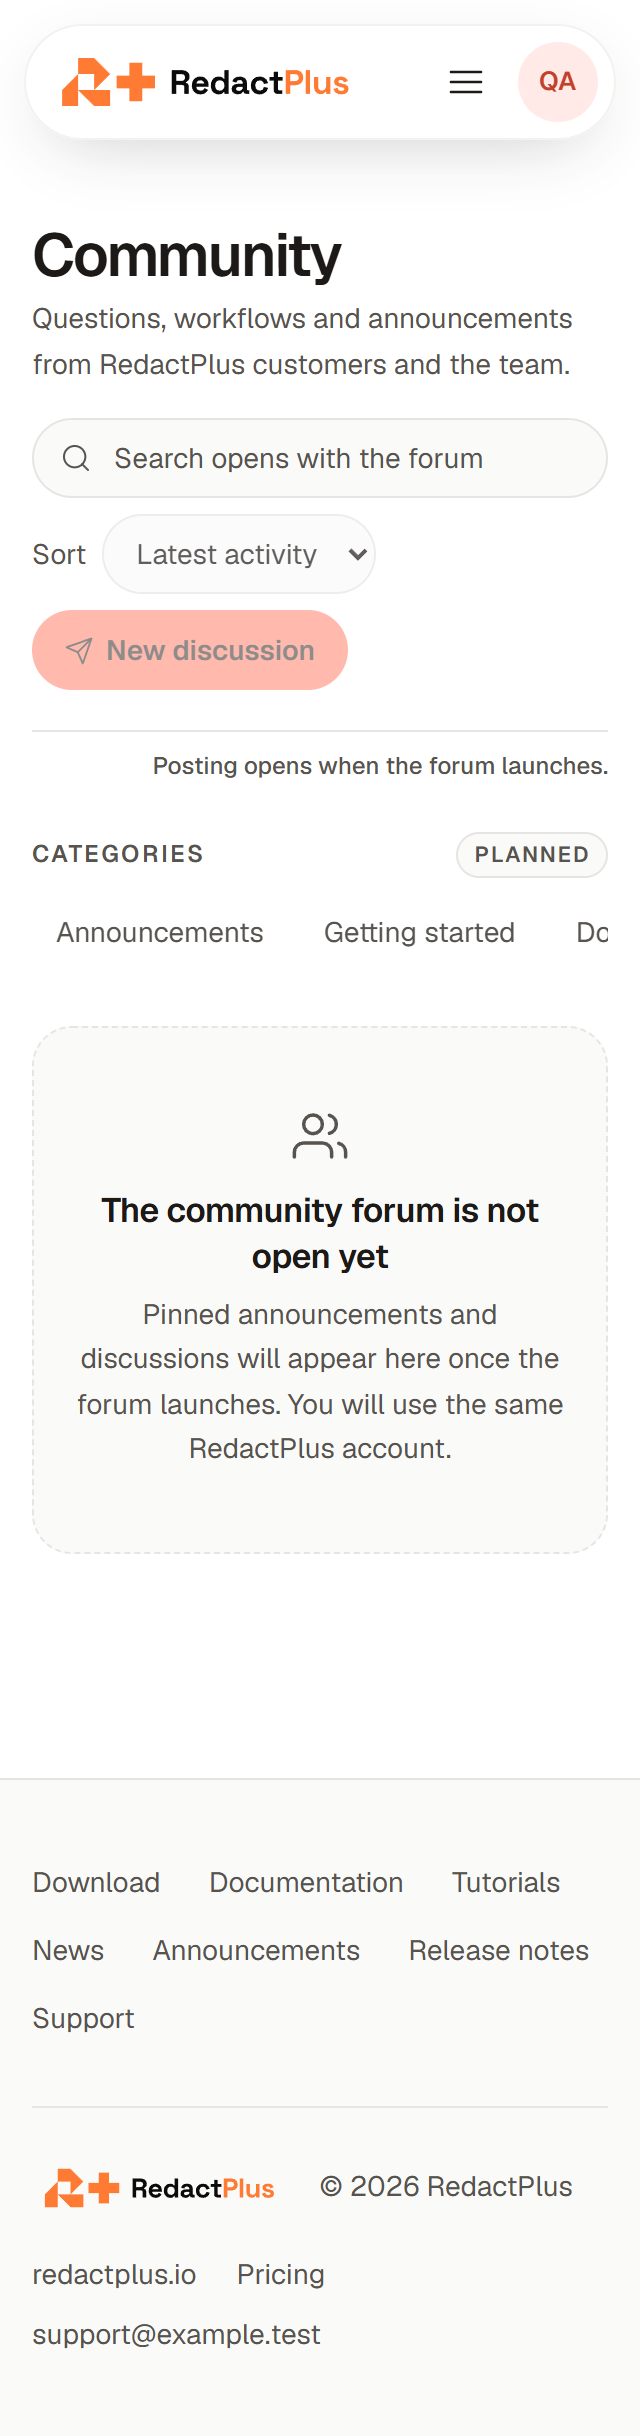 RedactPlus
QA
Community
Questions, workflows and announcements
from RedactPlus customers and the team.
Search opens with the forum
Sort
Latest activity
New discussion
Posting opens when the forum launches.
CATEGORIES
PLANNED
Announcements
Getting started
Do
The community forum is not
open yet
Pinned announcements and
discussions will appear here once the
forum launches. You will use the same
RedactPlus account.
Download
Documentation
Tutorials
News
Announcements
Release notes
Support
RedactPlus
© 2026 RedactPlus
redactplus.io
Pricing
support@example.test